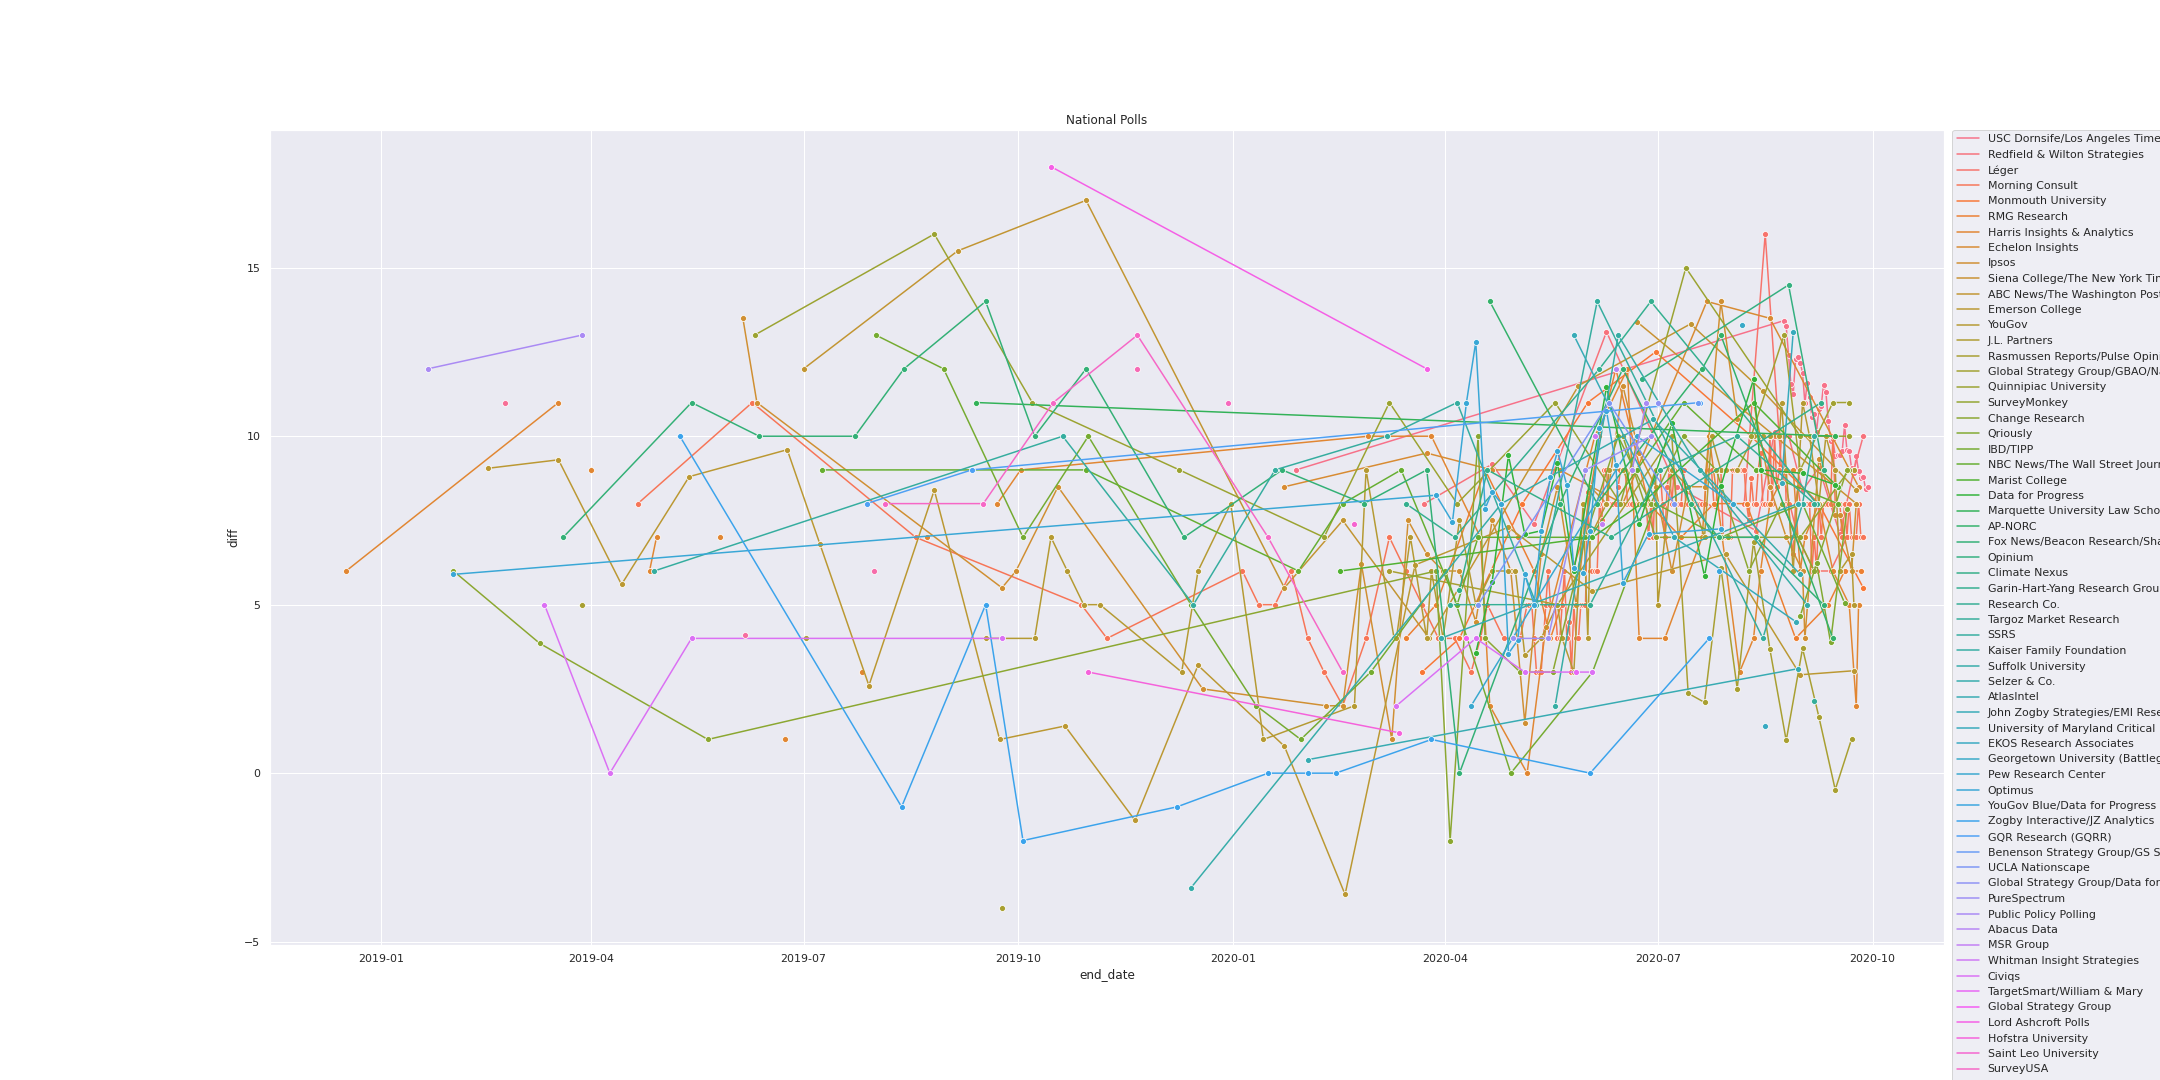 National Polls
15
10
5
0
−5
diff
2019-01
2019-04
2019-07
2019-10
2020-01
2020-04
2020-07
2020-10
end_date
USC Dornsife/Los Angeles Time
Redfield & Wilton Strategies
Léger
Morning Consult
Monmouth University
RMG Research
Harris Insights & Analytics
Echelon Insights
Ipsos
Siena College/The New York Tim
ABC News/The Washington Post
Emerson College
YouGov
J.L. Partners
Rasmussen Reports/Pulse Opini
Global Strategy Group/GBAO/Na
Quinnipiac University
SurveyMonkey
Change Research
Qriously
IBD/TIPP
NBC News/The Wall Street Journ
Marist College
Data for Progress
Marquette University Law Scho
AP-NORC
Fox News/Beacon Research/Sha
Opinium
Climate Nexus
Garin-Hart-Yang Research Grou
Research Co.
Targoz Market Research
SSRS
Kaiser Family Foundation
Suffolk University
Selzer & Co.
AtlasIntel
John Zogby Strategies/EMI Rese
University of Maryland Critical
EKOS Research Associates
Georgetown University (Battleg
Pew Research Center
Optimus
YouGov Blue/Data for Progress
Zogby Interactive/JZ Analytics
GQR Research (GQRR)
Benenson Strategy Group/GS S
UCLA Nationscape
Global Strategy Group/Data for
PureSpectrum
Public Policy Polling
Abacus Data
MSR Group
Whitman Insight Strategies
Civiqs
TargetSmart/William & Mary
Global Strategy Group
Lord Ashcroft Polls
Hofstra University
Saint Leo University
SurveyUSA